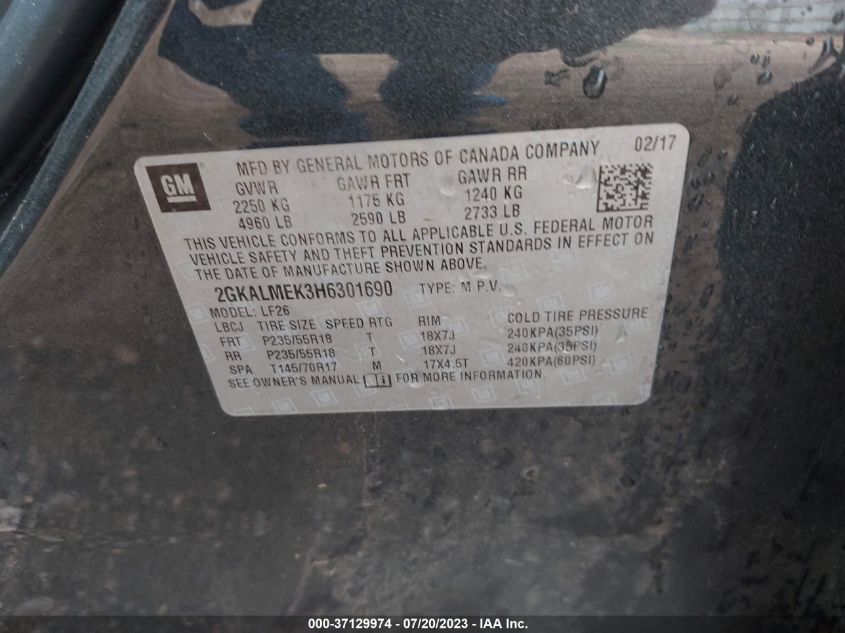 GM
MFD BY GENERAL MOTORS OF CANADA COMPANY 02/17
GVWR GAWR FRT GAWR RR
2250 KG 1175 KG 1240 KG
4960 LB 2590 LB 2733 LB
THIS VEHICLE CONFORMS TO ALL APPLICABLE U.S. FEDERAL MOTOR
VEHICLE SAFETY AND THEFT PREVENTION STANDARDS IN EFFECT ON
THE DATE OF MANUFACTURE SHOWN ABOVE.
2GKALMEK3H6301690 TYPE: M.P.V.
MODEL: LF26
LBCJ TIRE SIZE SPEED RTG RIM COLD TIRE PRESSURE
FRT P235/55R18 T 18X7J 240KPA(35PSI)
RR P235/55R18 T 18X7J 240KPA(35PSI)
SPA T145/70R17 M 17X4.5T 420KPA(60PSI)
SEE OWNER'S MANUAL FOR MORE INFORMATION.
000-37129974 - 07/20/2023 - IAA Inc.